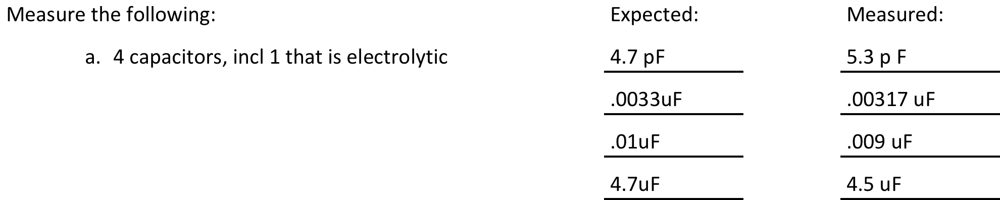 Measure the following: Expected: Measured:
a. 4 capacitors, incl 1 that is electrolytic 4.7 pF 5.3 p F
.0033uF .00317 uF
.01uF .009 uF
4.7uF 4.5 uF